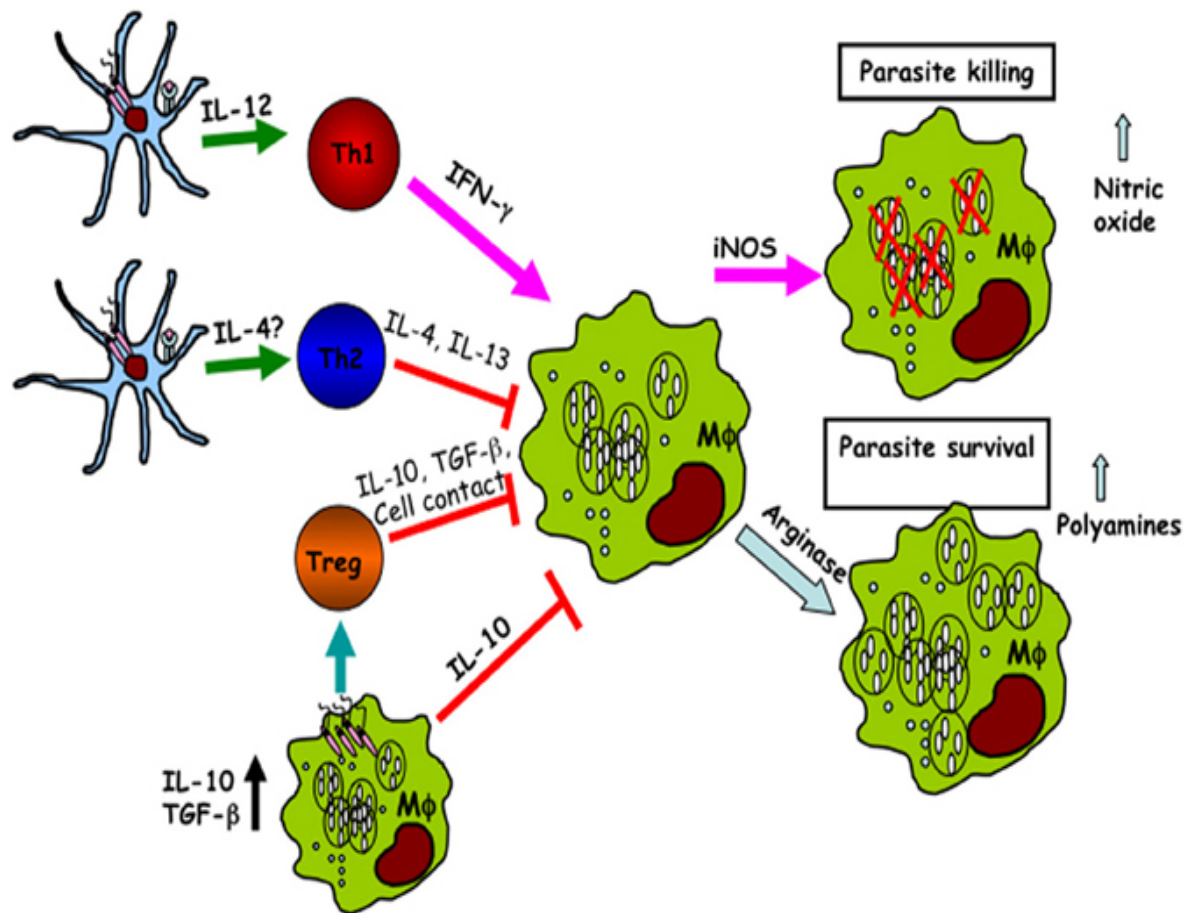 Parasite killing
IL-12
Th1
IFN-γ
Nitric
oxide
iNOS
Mφ
IL-4?
Th2
IL-4, IL-13
Mφ
Parasite survival
IL-10, TGF-β,
Cell contact
Polyamines
Treg
Arginase
IL-10
Mφ
IL-10
TGF-β
Mφ